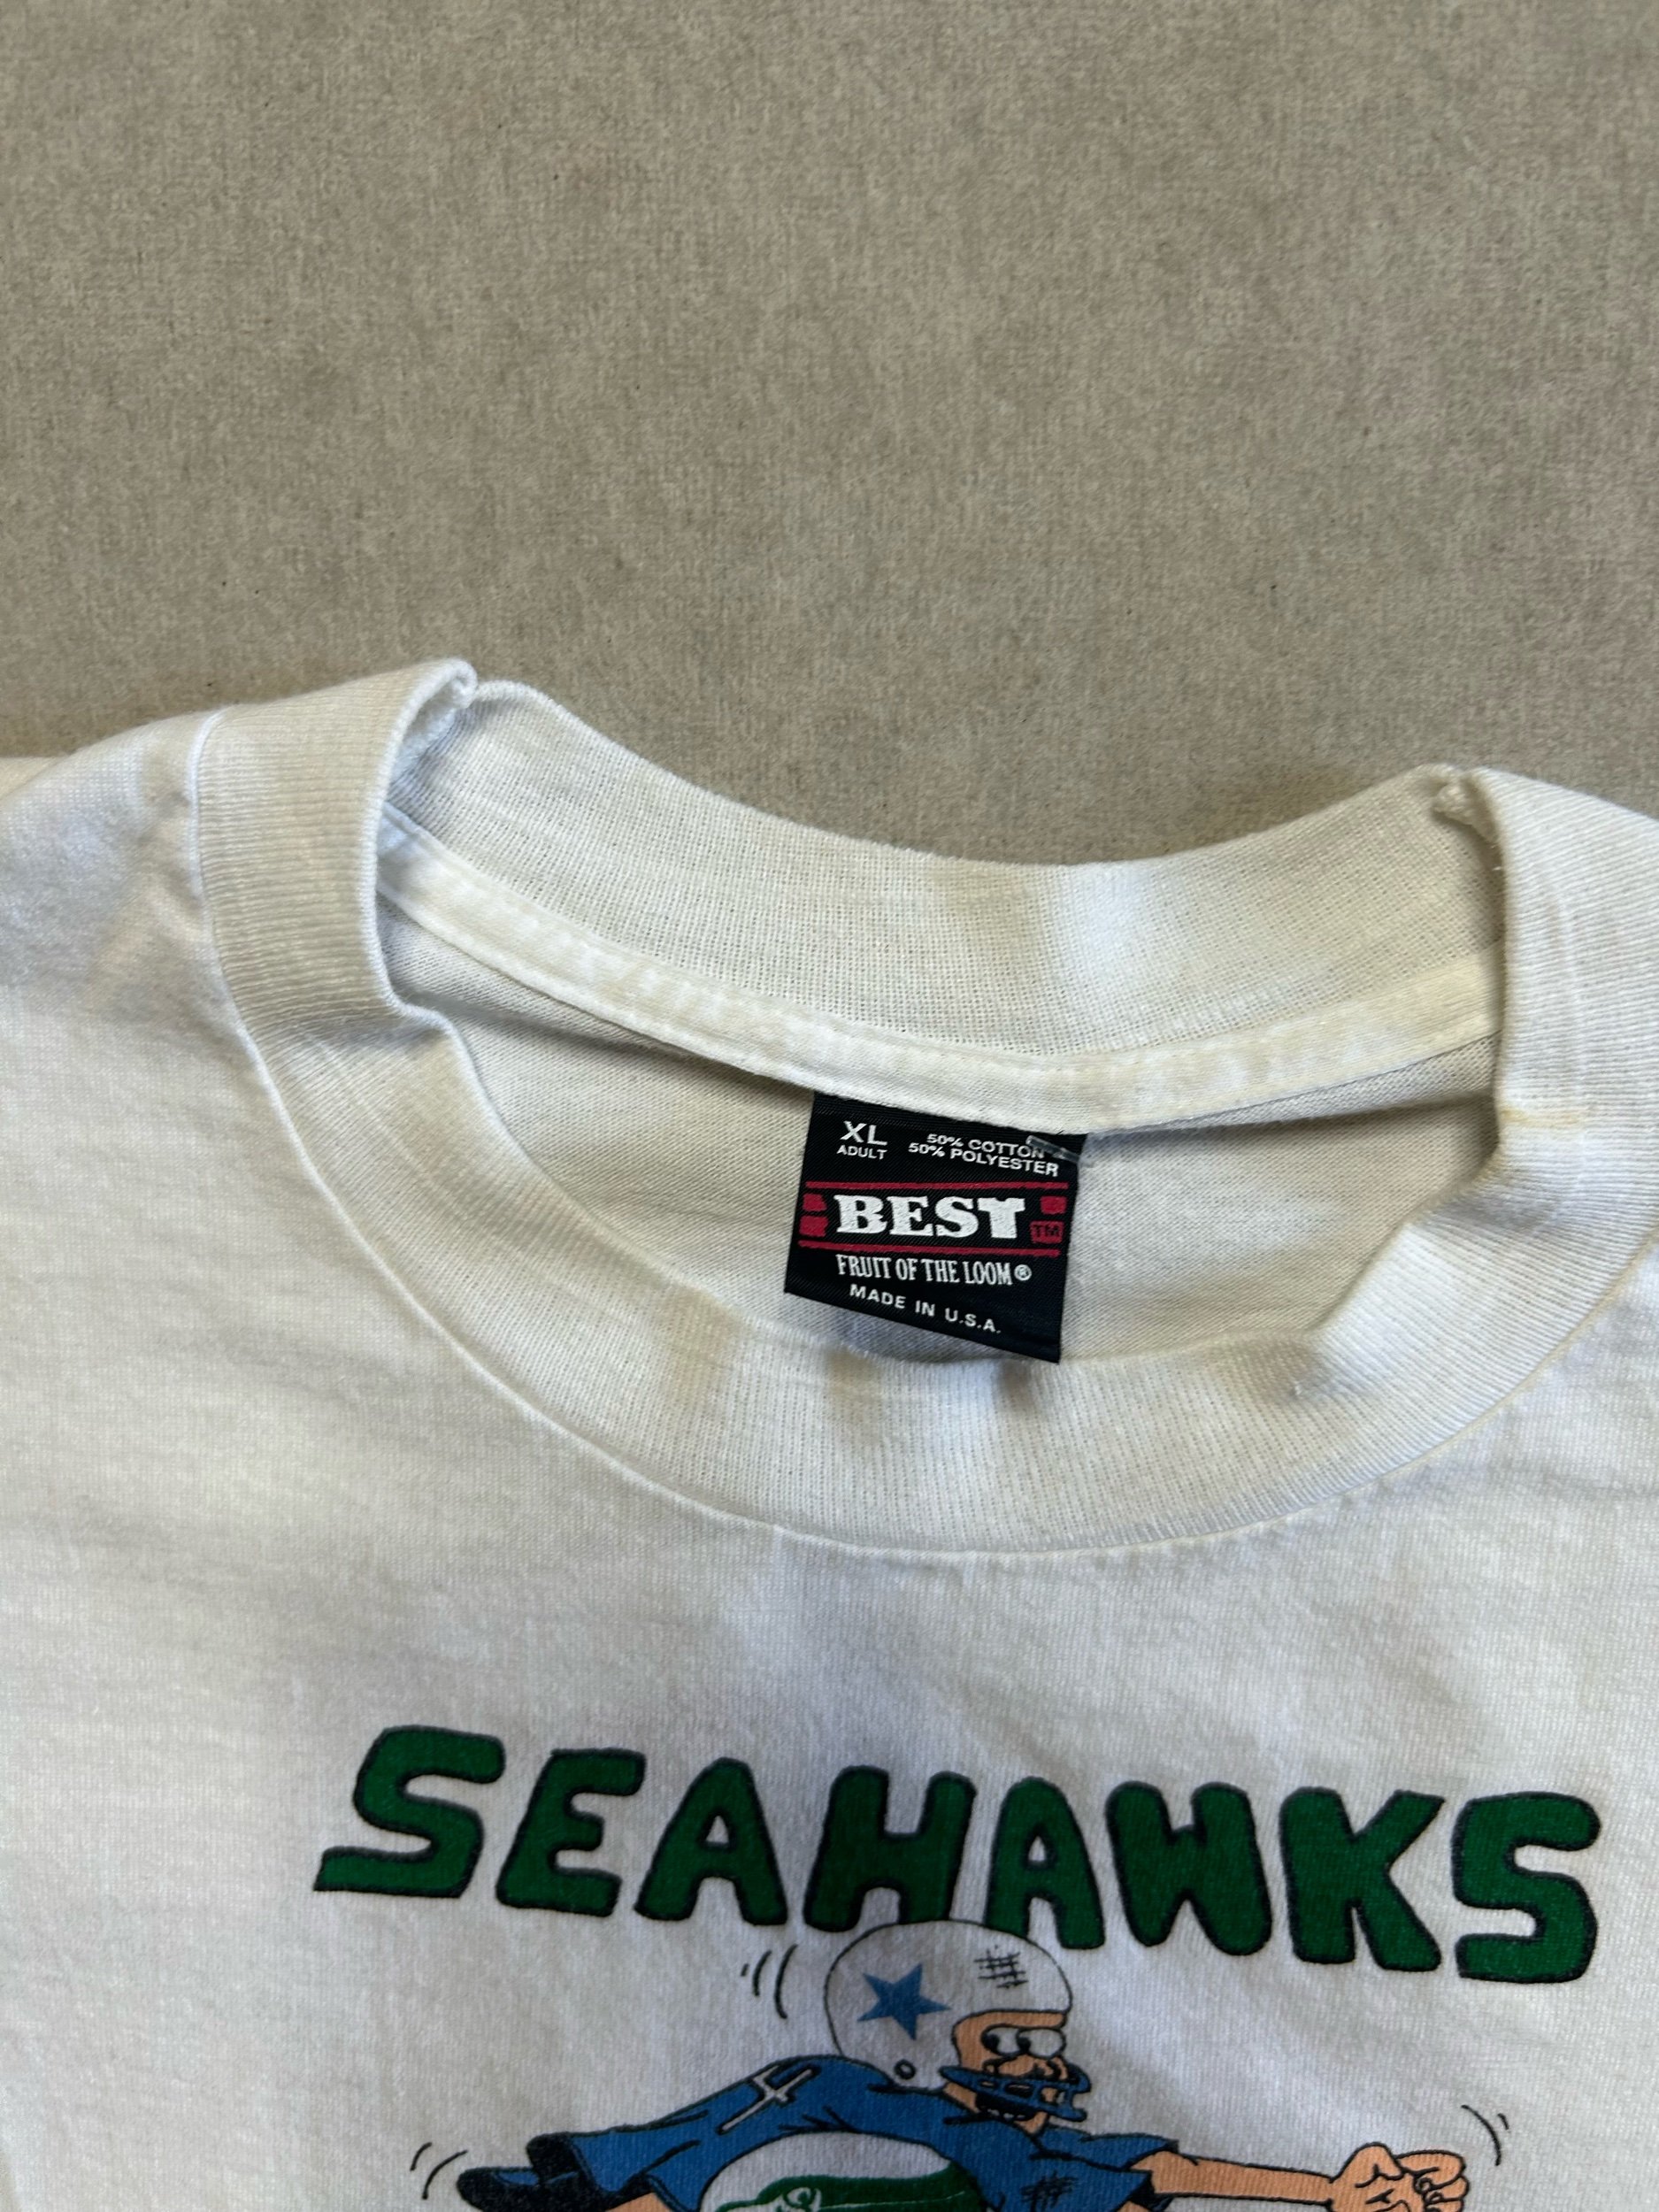 XL
ADULT
50% COTTON
50% POLYESTER
BEST
TM
FRUIT OF THE LOOM®
MADE IN U.S.A.
SEAHAWKS